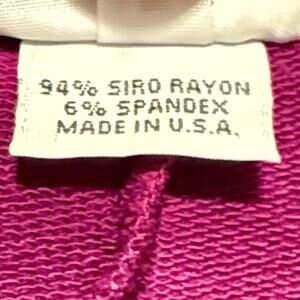 94% SIRO RAYON
6% SPANDEX
MADE IN U.S.A.